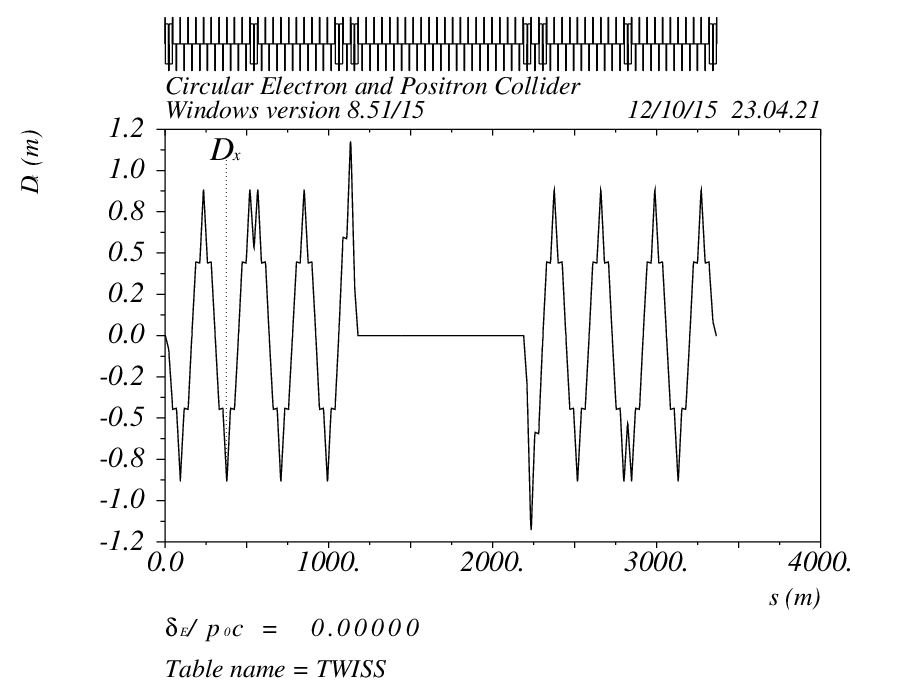 Circular Electron and Positron Collider
Windows version 8.51/15 12/10/15 23.04.21
Dx (m)
1.2
1.0
0.8
0.5
0.2
0.0
-0.2
-0.5
-0.8
-1.0
-1.2
Dx
0.0 1000. 2000. 3000. 4000.
s (m)
δE/ p0c = 0.00000
Table name = TWISS